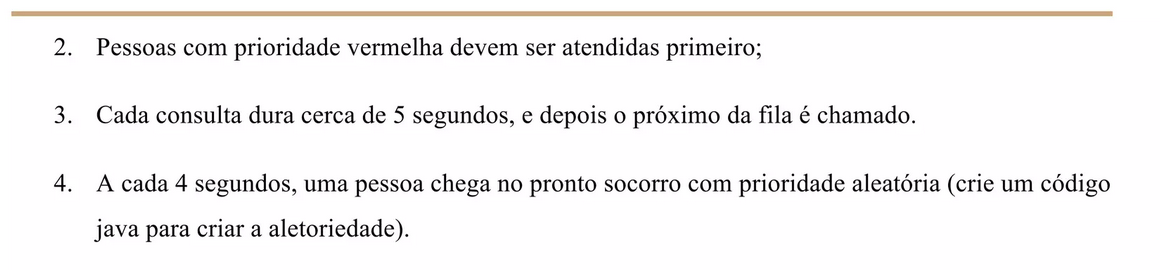 2. Pessoas com prioridade vermelha devem ser atendidas primeiro;
3. Cada consulta dura cerca de 5 segundos, e depois o próximo da fila é chamado.
4. A cada 4 segundos, uma pessoa chega no pronto socorro com prioridade aleatória (crie um código
java para criar a aletoriedade).